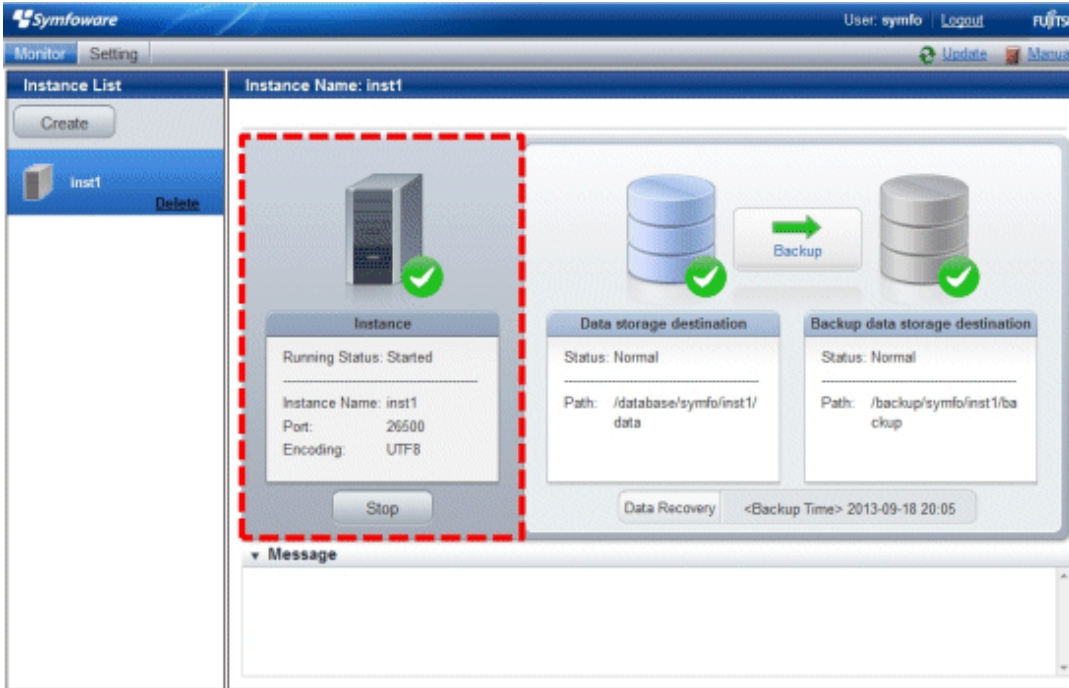 Symfoware
User: symfo Logout
Monitor Setting
Update
Instance List
Instance Name: inst1
Create
inst1
Delete
Backup
Instance
Running Status: Started
Instance Name: inst1
Port: 26500
Encoding: UTF8
Stop
Data storage destination
Status: Normal
Path: /database/symfo/inst1/
data
Backup data storage destination
Status: Normal
Path: /backup/symfo/inst1/ba
ckup
Data Recovery <Backup Time> 2013-09-18 20:05
Message